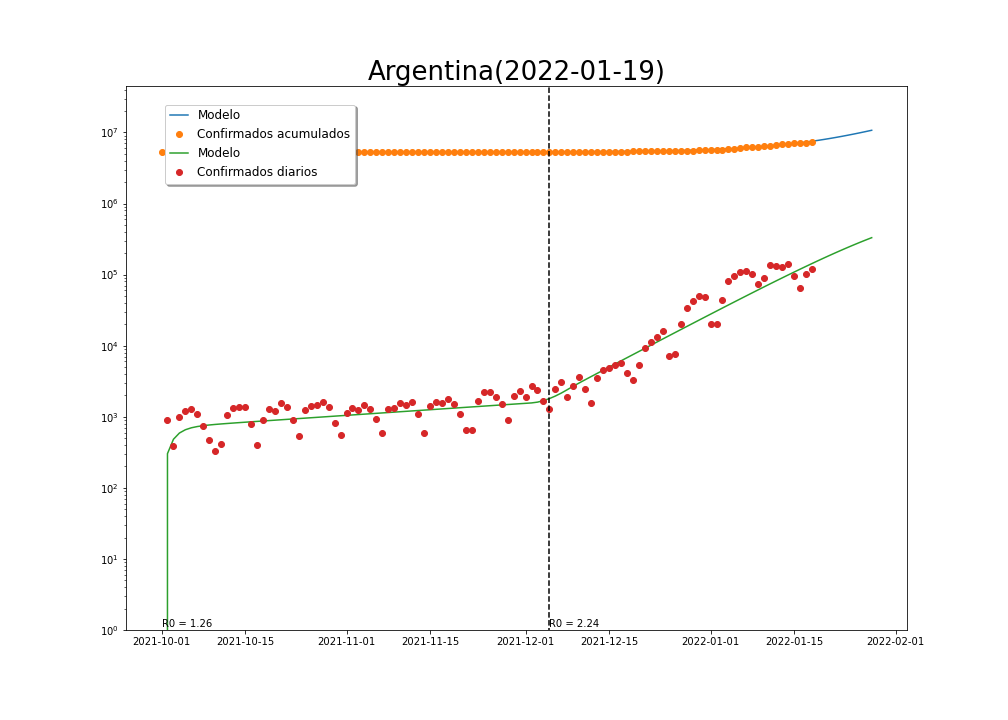 Argentina(2022-01-19)
Modelo
Confirmados acumulados
Modelo
Confirmados diarios
10^7
10^6
10^5
10^4
10^3
10^2
10^1
10^0
R0 = 1.26 R0 = 2.24
2021-10-01 2021-10-15 2021-11-01 2021-11-15 2021-12-01 2021-12-15 2022-01-01 2022-01-15 2022-02-01